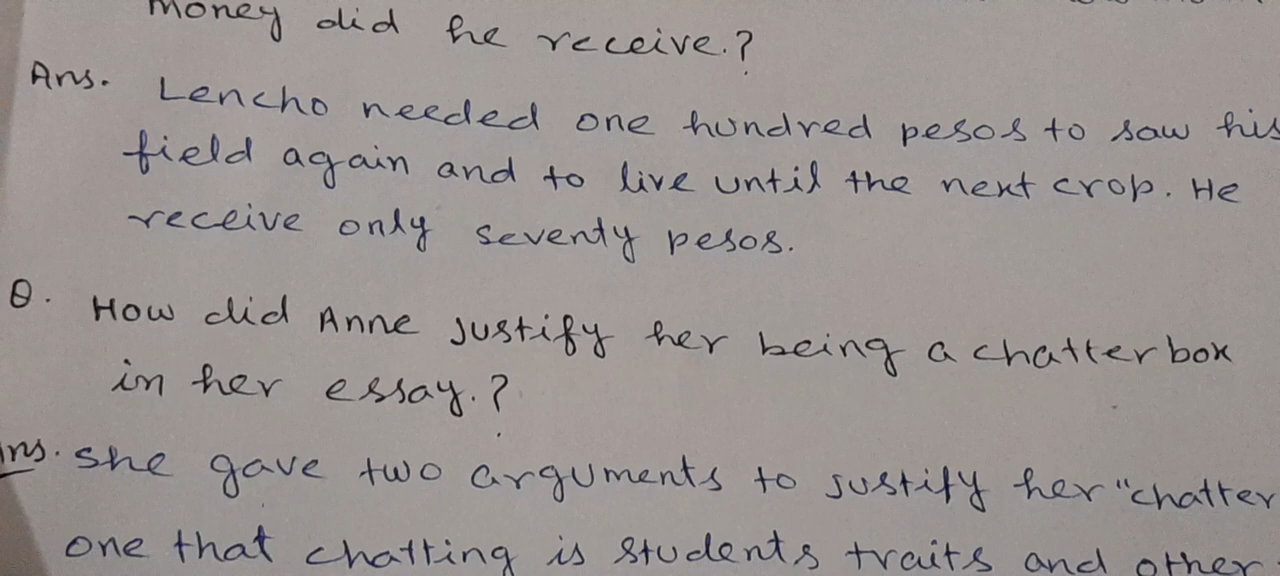 money did he receive.?
Ans. Lencho needed one hundred pesos to saw his
field again and to live until the next crop. He
receive only seventy pesos.
Q. How did Anne justify her being a chatterbox
in her essay.?
Ans. she gave two arguments to justify her "chatter
one that chatting is students traits and other